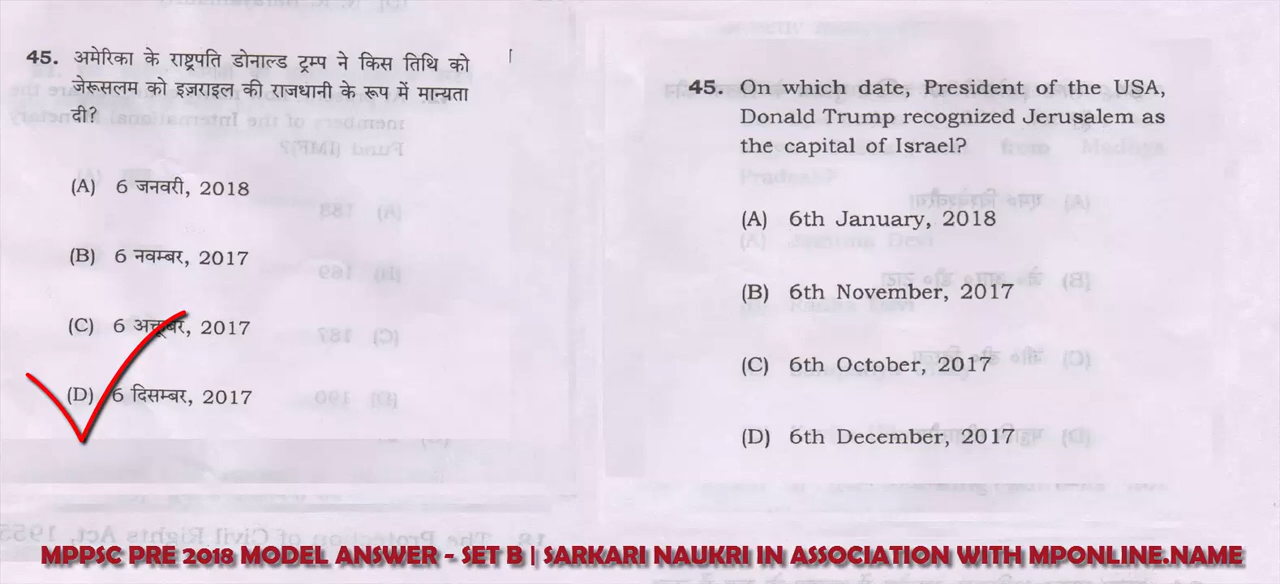 45. अमेरिका के राष्ट्रपति डोनाल्ड ट्रम्प ने किस तिथि को
जेरूसलम को इज़राइल की राजधानी के रूप में मान्यता
दी?
(A) 6 जनवरी, 2018
(B) 6 नवम्बर, 2017
(C) 6 अक्तूबर, 2017
(D) 6 दिसम्बर, 2017
45. On which date, President of the USA,
Donald Trump recognized Jerusalem as
the capital of Israel?
(A) 6th January, 2018
(B) 6th November, 2017
(C) 6th October, 2017
(D) 6th December, 2017
MPPSC PRE 2018 MODEL ANSWER - SET B | SARKARI NAUKRI IN ASSOCIATION WITH MPONLINE.NAME